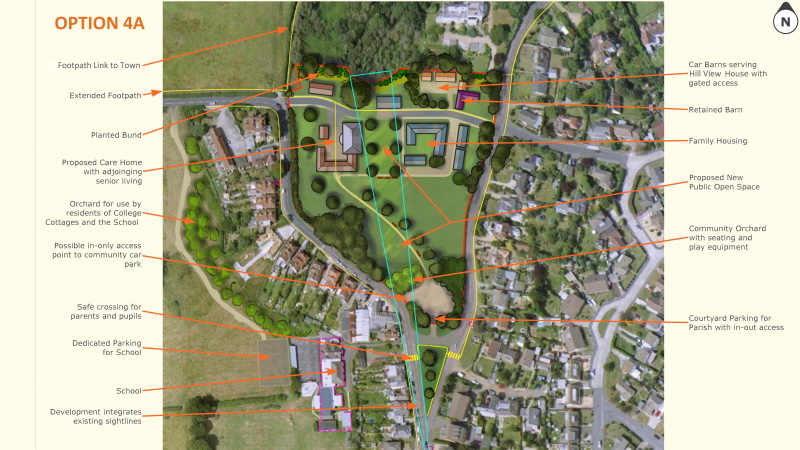 OPTION 4A
N
Footpath Link to Town
Extended Footpath
Planted Bund
Proposed Care Home
with adjoinging
senior living
Orchard for use by
residents of College
Cottages and the School
Possible in-only access
point to community car
park
Safe crossing for
parents and pupils
Dedicated Parking
for School
School
Development integrates
existing sightlines
Car Barns serving
Hill View House with
gated access
Retained Barn
Family Housing
Proposed New
Public Open Space
Community Orchard
with seating and
play equipment
Courtyard Parking for
Parish with in-out access